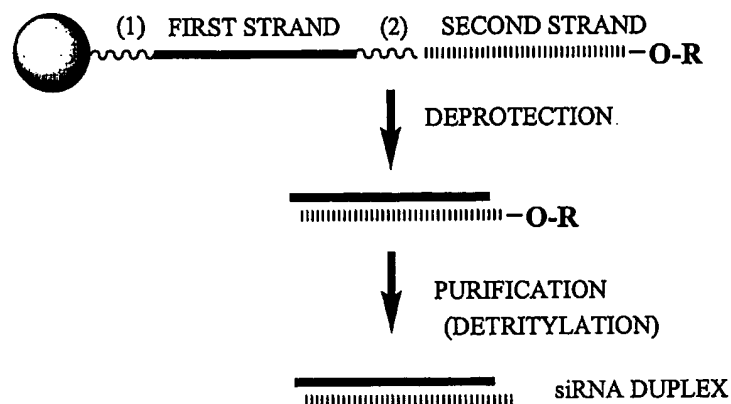 (1) FIRST STRAND (2) SECOND STRAND
O-R
DEPROTECTION
O-R
PURIFICATION
(DETRITYLATION)
siRNA DUPLEX